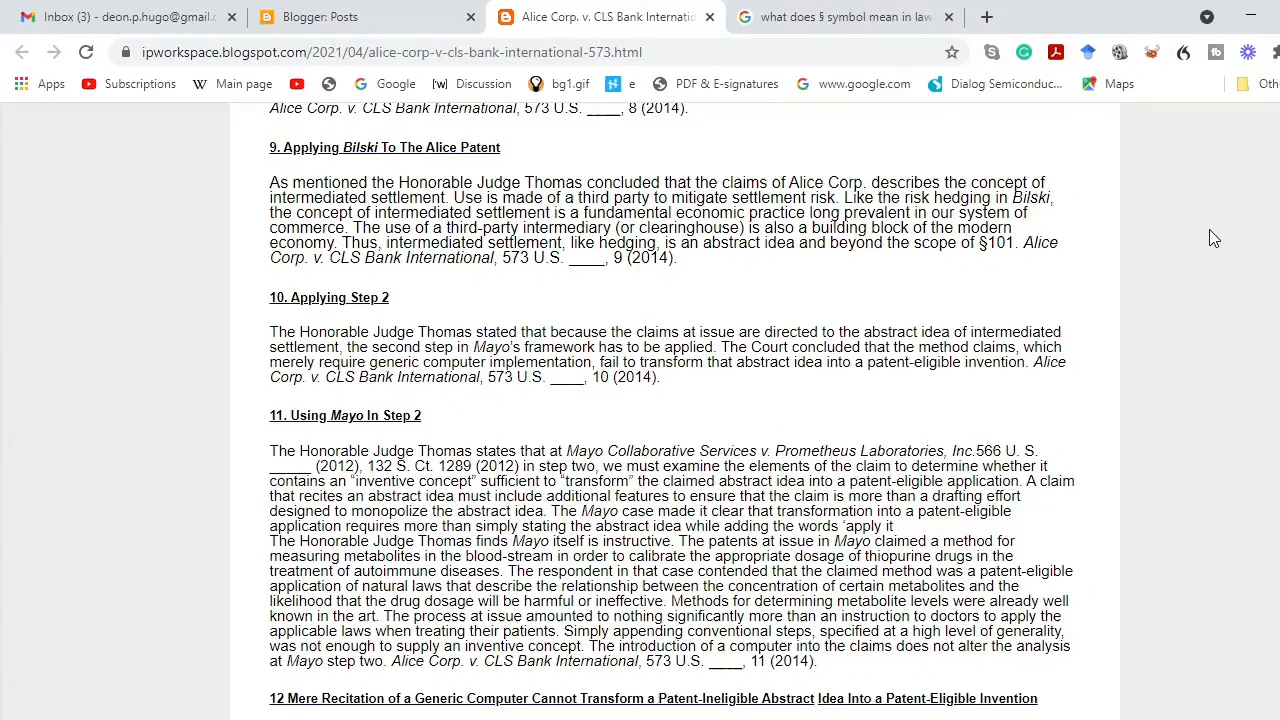 Inbox (3) - deon.p.hugo@gmail.c
Blogger: Posts
Alice Corp. v. CLS Bank Internatio
what does § symbol mean in law
ipworkspace.blogspot.com/2021/04/alice-corp-v-cls-bank-international-573.html
Apps Subscriptions Main page Google Discussion bg1.gif e PDF & E-signatures www.google.com Dialog Semiconduc... Maps Oth
Alice Corp. v. CLS Bank International, 573 U.S. ____, 8 (2014).
9. Applying Bilski To The Alice Patent
As mentioned the Honorable Judge Thomas concluded that the claims of Alice Corp. describes the concept of
intermediated settlement. Use is made of a third party to mitigate settlement risk. Like the risk hedging in Bilski,
the concept of intermediated settlement is a fundamental economic practice long prevalent in our system of
commerce. The use of a third-party intermediary (or clearinghouse) is also a building block of the modern
economy. Thus, intermediated settlement, like hedging, is an abstract idea and beyond the scope of §101. Alice
Corp. v. CLS Bank International, 573 U.S. ____, 9 (2014).
10. Applying Step 2
The Honorable Judge Thomas stated that because the claims at issue are directed to the abstract idea of intermediated
settlement, the second step in Mayo's framework has to be applied. The Court concluded that the method claims, which
merely require generic computer implementation, fail to transform that abstract idea into a patent-eligible invention. Alice
Corp. v. CLS Bank International, 573 U.S. ____, 10 (2014).
11. Using Mayo In Step 2
The Honorable Judge Thomas states that at Mayo Collaborative Services v. Prometheus Laboratories, Inc.566 U. S.
_____ (2012), 132 S. Ct. 1289 (2012) in step two, we must examine the elements of the claim to determine whether it
contains an “inventive concept” sufficient to “transform” the claimed abstract idea into a patent-eligible application. A claim
that recites an abstract idea must include additional features to ensure that the claim is more than a drafting effort
designed to monopolize the abstract idea. The Mayo case made it clear that transformation into a patent-eligible
application requires more than simply stating the abstract idea while adding the words ‘apply it
The Honorable Judge Thomas finds Mayo itself is instructive. The patents at issue in Mayo claimed a method for
measuring metabolites in the blood-stream in order to calibrate the appropriate dosage of thiopurine drugs in the
treatment of autoimmune diseases. The respondent in that case contended that the claimed method was a patent-eligible
application of natural laws that describe the relationship between the concentration of certain metabolites and the
likelihood that the drug dosage will be harmful or ineffective. Methods for determining metabolite levels were already well
known in the art. The process at issue amounted to nothing significantly more than an instruction to doctors to apply the
applicable laws when treating their patients. Simply appending conventional steps, specified at a high level of generality,
was not enough to supply an inventive concept. The introduction of a computer into the claims does not alter the analysis
at Mayo step two. Alice Corp. v. CLS Bank International, 573 U.S. ____, 11 (2014).
12 Mere Recitation of a Generic Computer Cannot Transform a Patent-Ineligible Abstract Idea Into a Patent-Eligible Invention